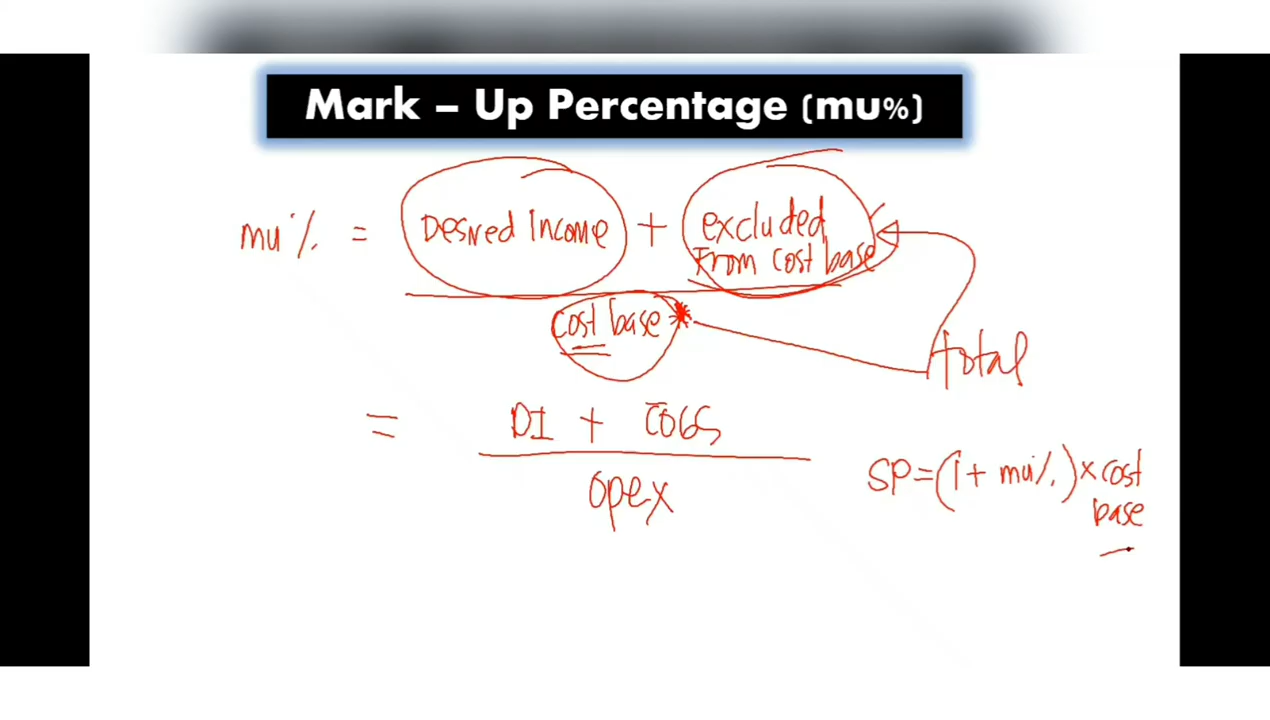 Mark – Up Percentage (mu%)
mu% = Desired Income + excluded
From cost base
cost base *
total
= DI + COGS
opex
SP = (1 + mu%) × cost
base